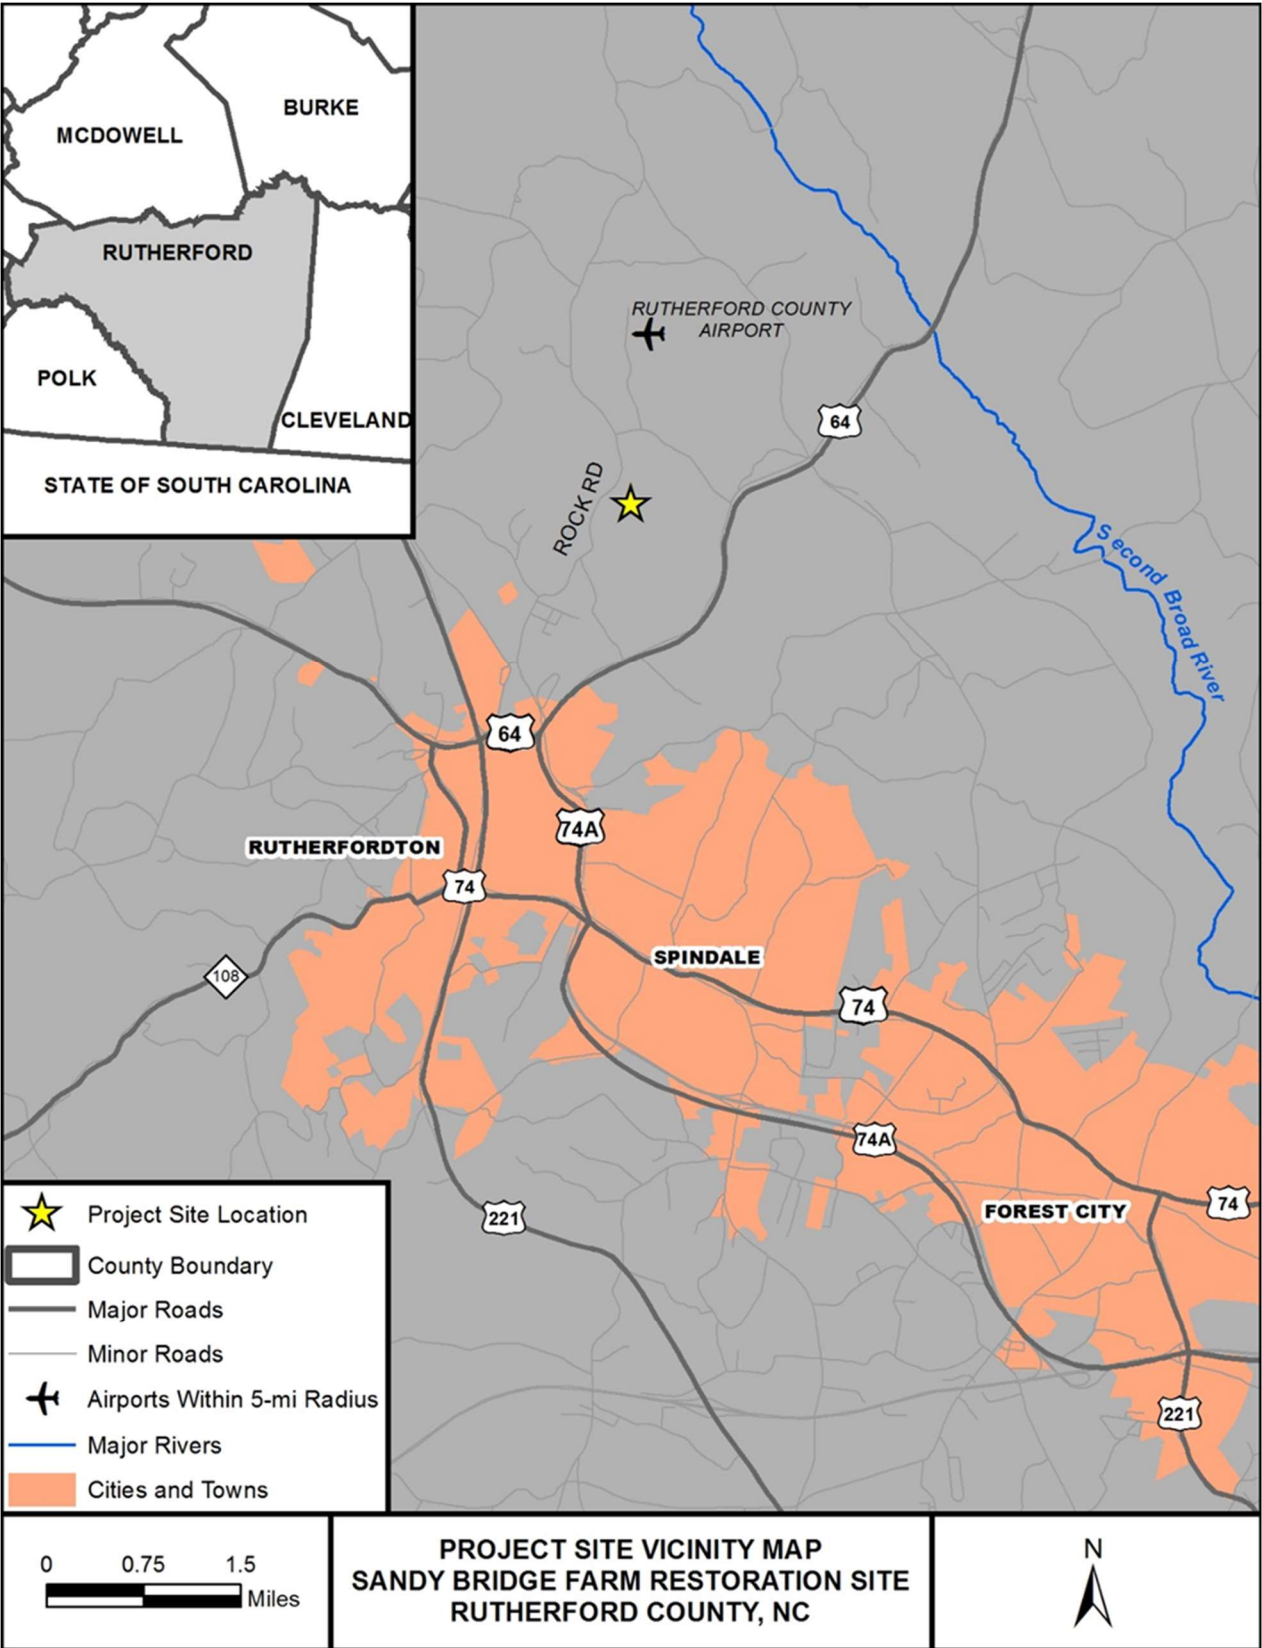 MCDOWELL
BURKE
RUTHERFORD
POLK
CLEVELAND
STATE OF SOUTH CAROLINA
RUTHERFORD COUNTY
AIRPORT
64
ROCK RD
Second Broad River
64
74A
RUTHERFORDTON
74
SPINDALE
108
74
74A
FOREST CITY
74
221
221
Project Site Location
County Boundary
Major Roads
Minor Roads
Airports Within 5-mi Radius
Major Rivers
Cities and Towns
0 0.75 1.5
Miles
PROJECT SITE VICINITY MAP
SANDY BRIDGE FARM RESTORATION SITE
RUTHERFORD COUNTY, NC
N